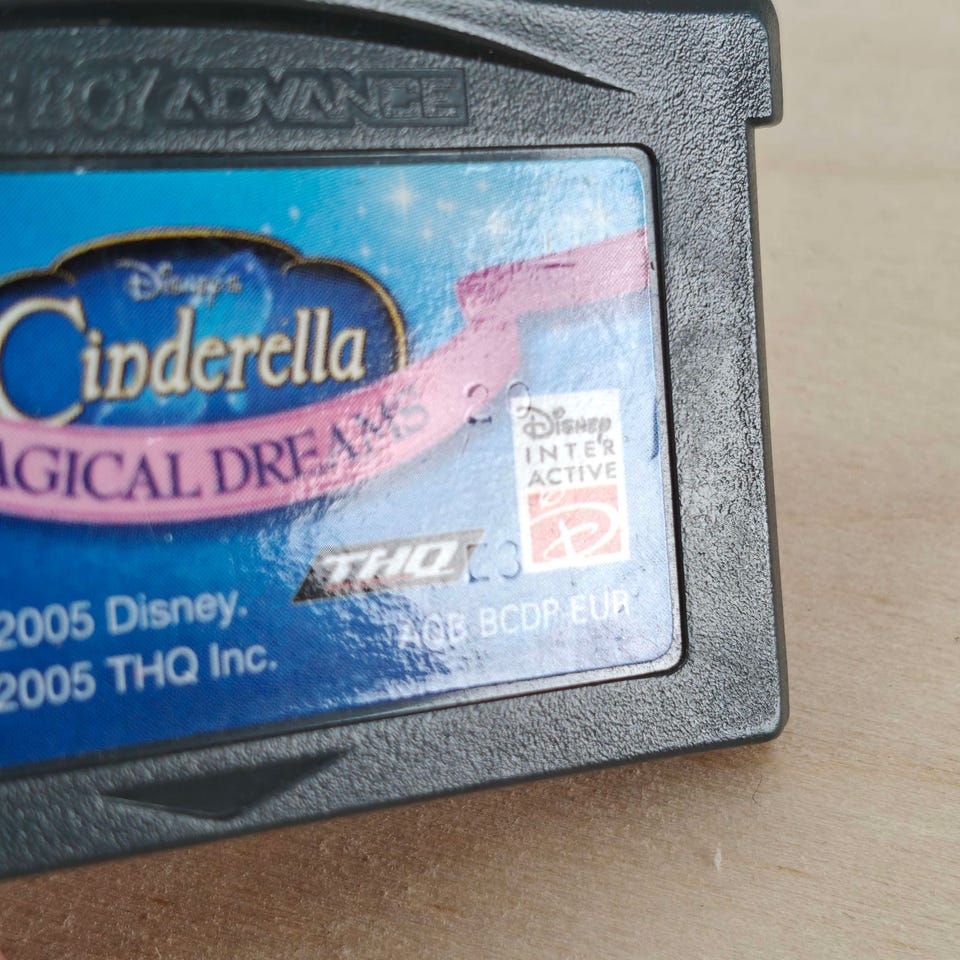 BOY ADVANCE
Disney's
Cinderella
AGICAL DREAMS
Disney
INTER
ACTIVE
THQ
2005 Disney.
2005 THQ Inc.
AGB BCDP EUR